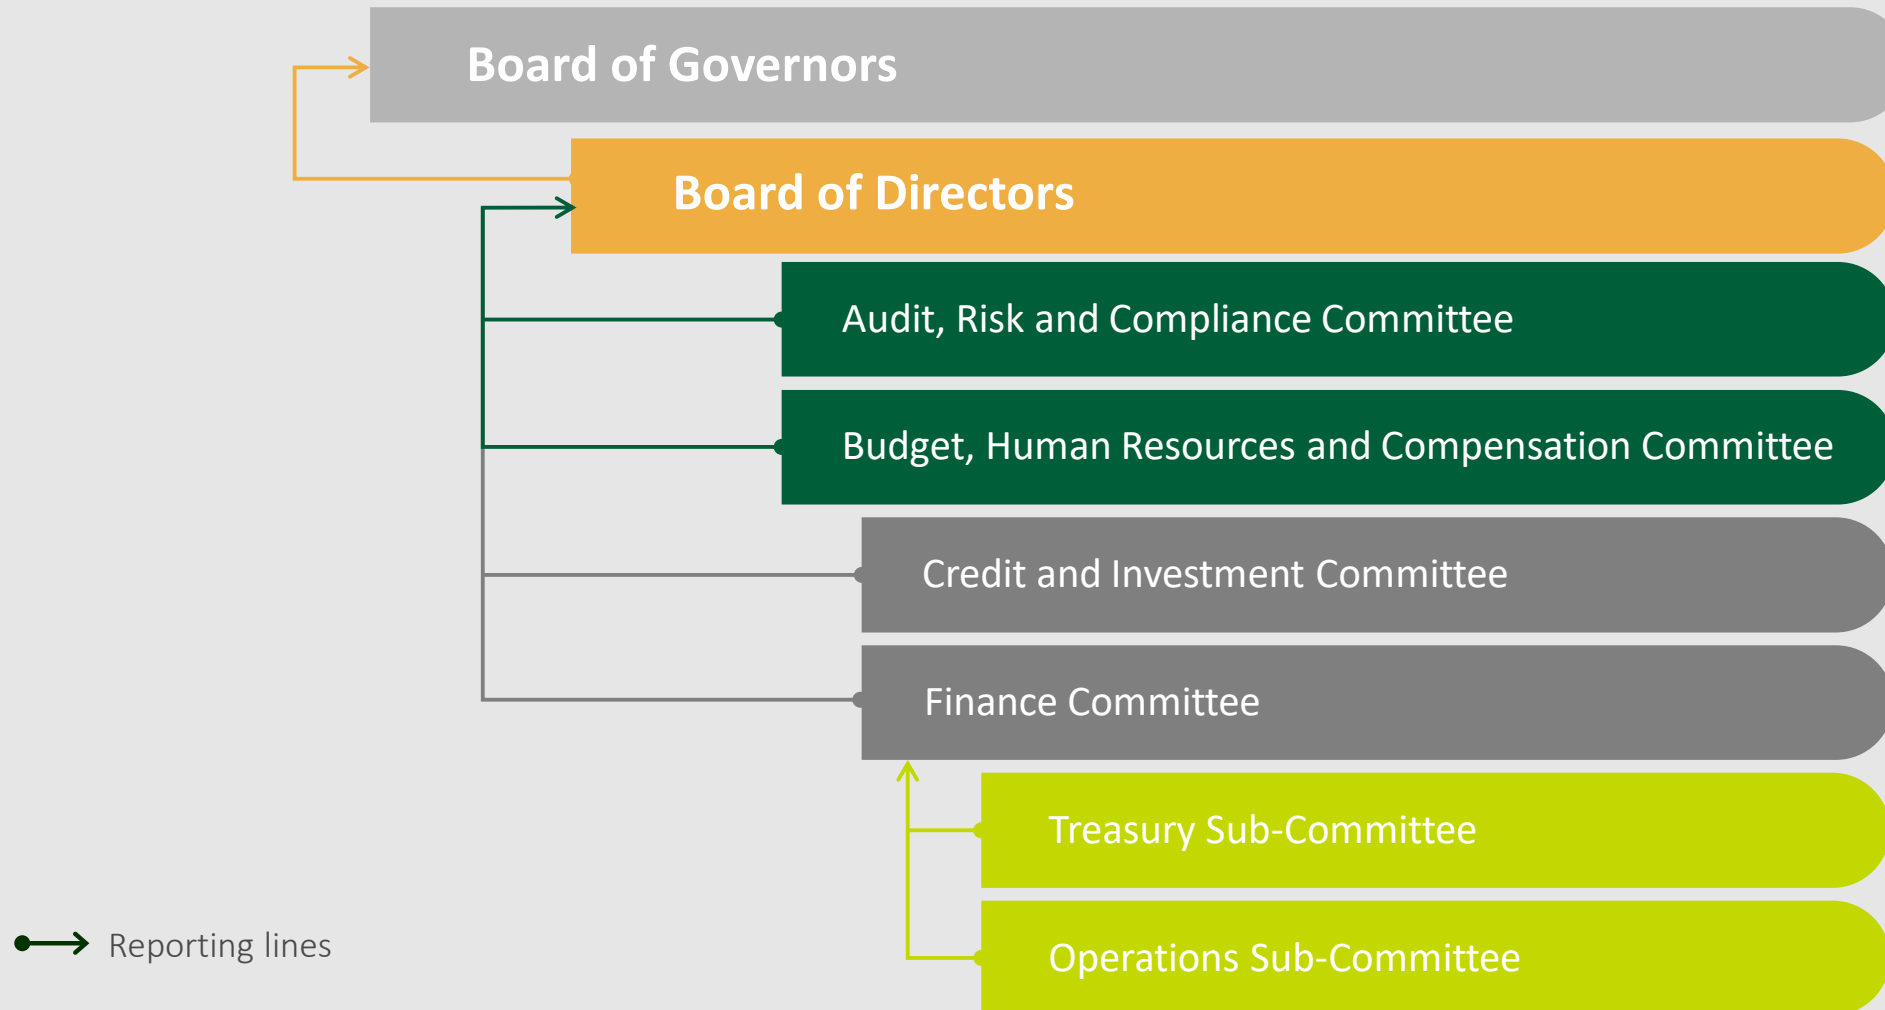 Board of Governors
Board of Directors
Audit, Risk and Compliance Committee
Budget, Human Resources and Compensation Committee
Credit and Investment Committee
Finance Committee
Treasury Sub-Committee
Operations Sub-Committee
Reporting lines